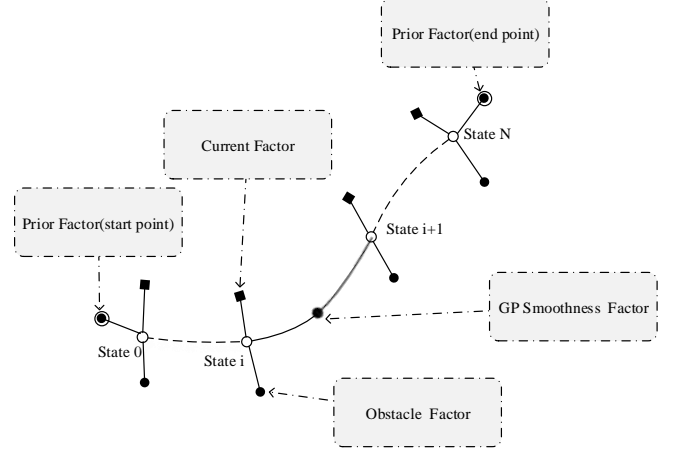 Prior Factor(end point)
State N
Current Factor
Prior Factor(start point)
State i+1
GP Smoothness Factor
State 0
State i
Obstacle Factor